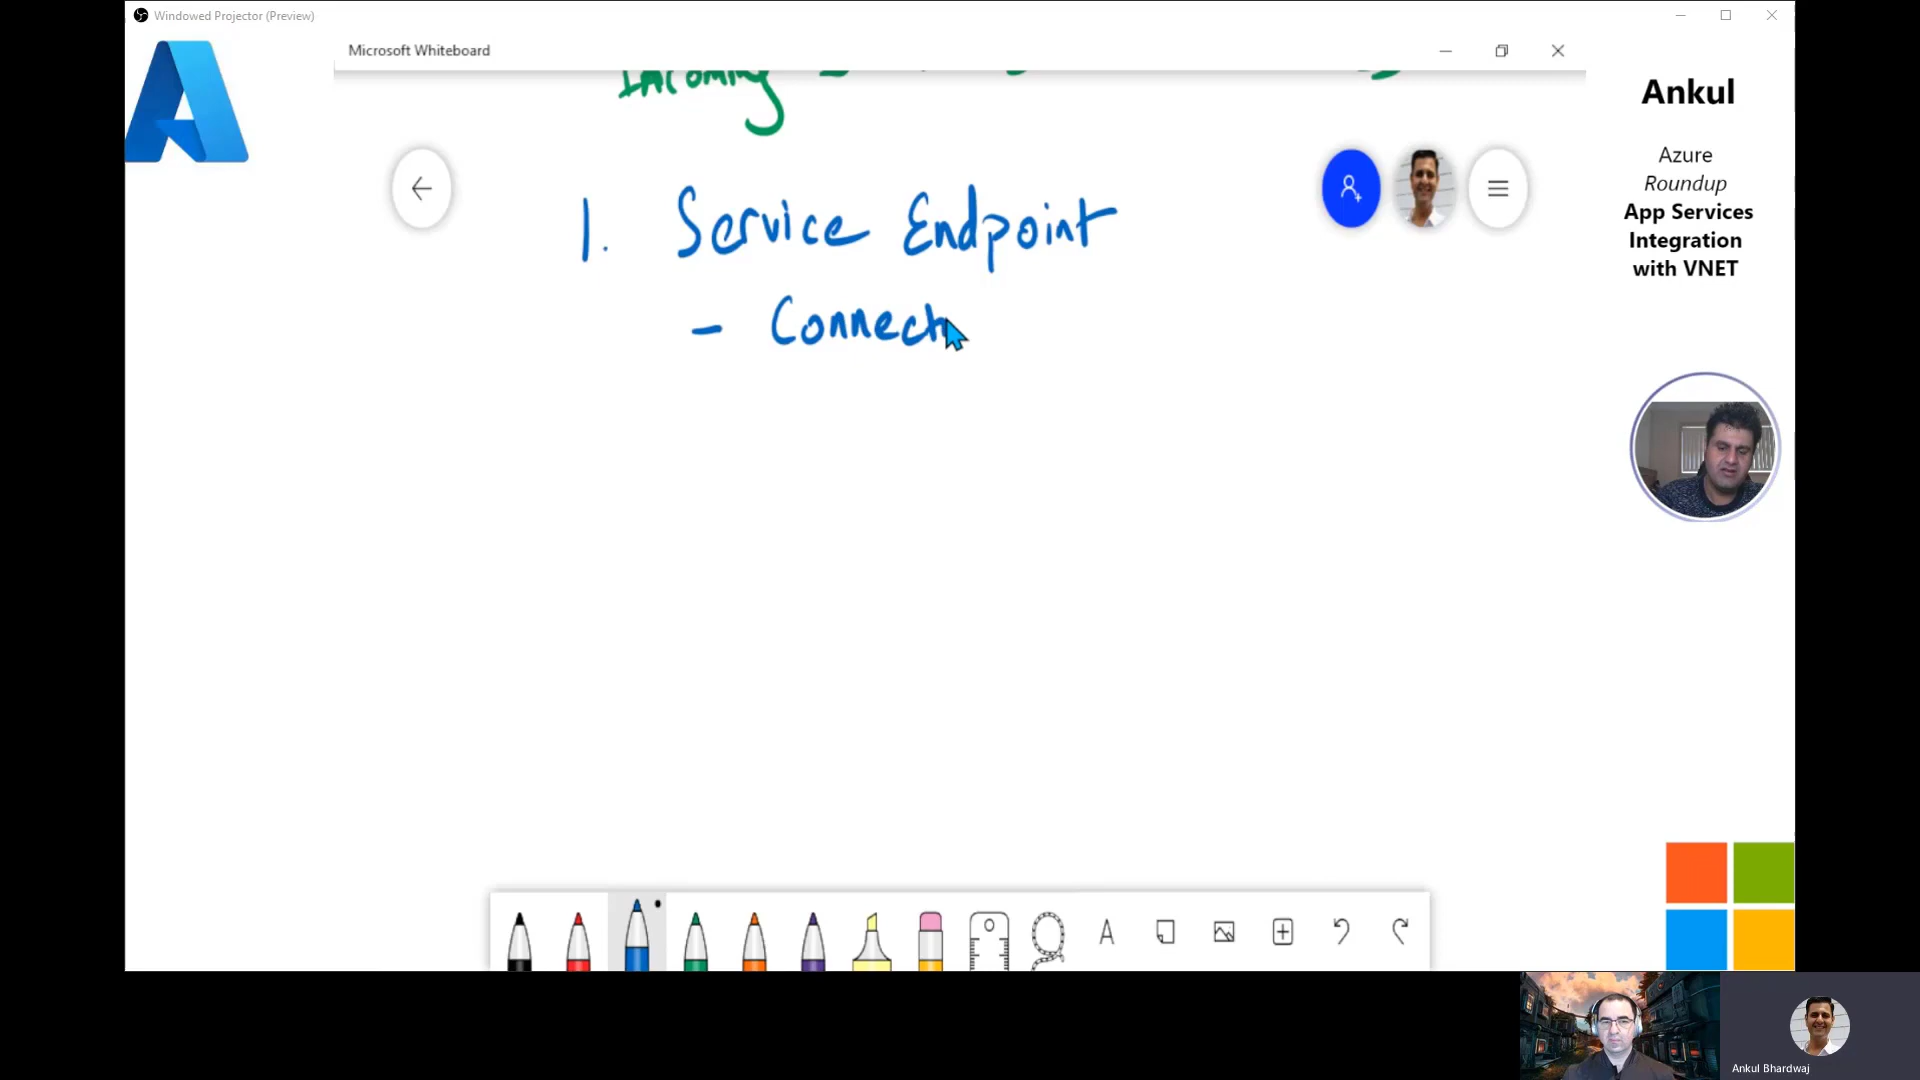 Windowed Projector (Preview)
Microsoft Whiteboard
Incoming
1. Service Endpoint
- Connect
Ankul
Azure
Roundup
App Services
Integration
with VNET
A
Ankul Bhardwaj